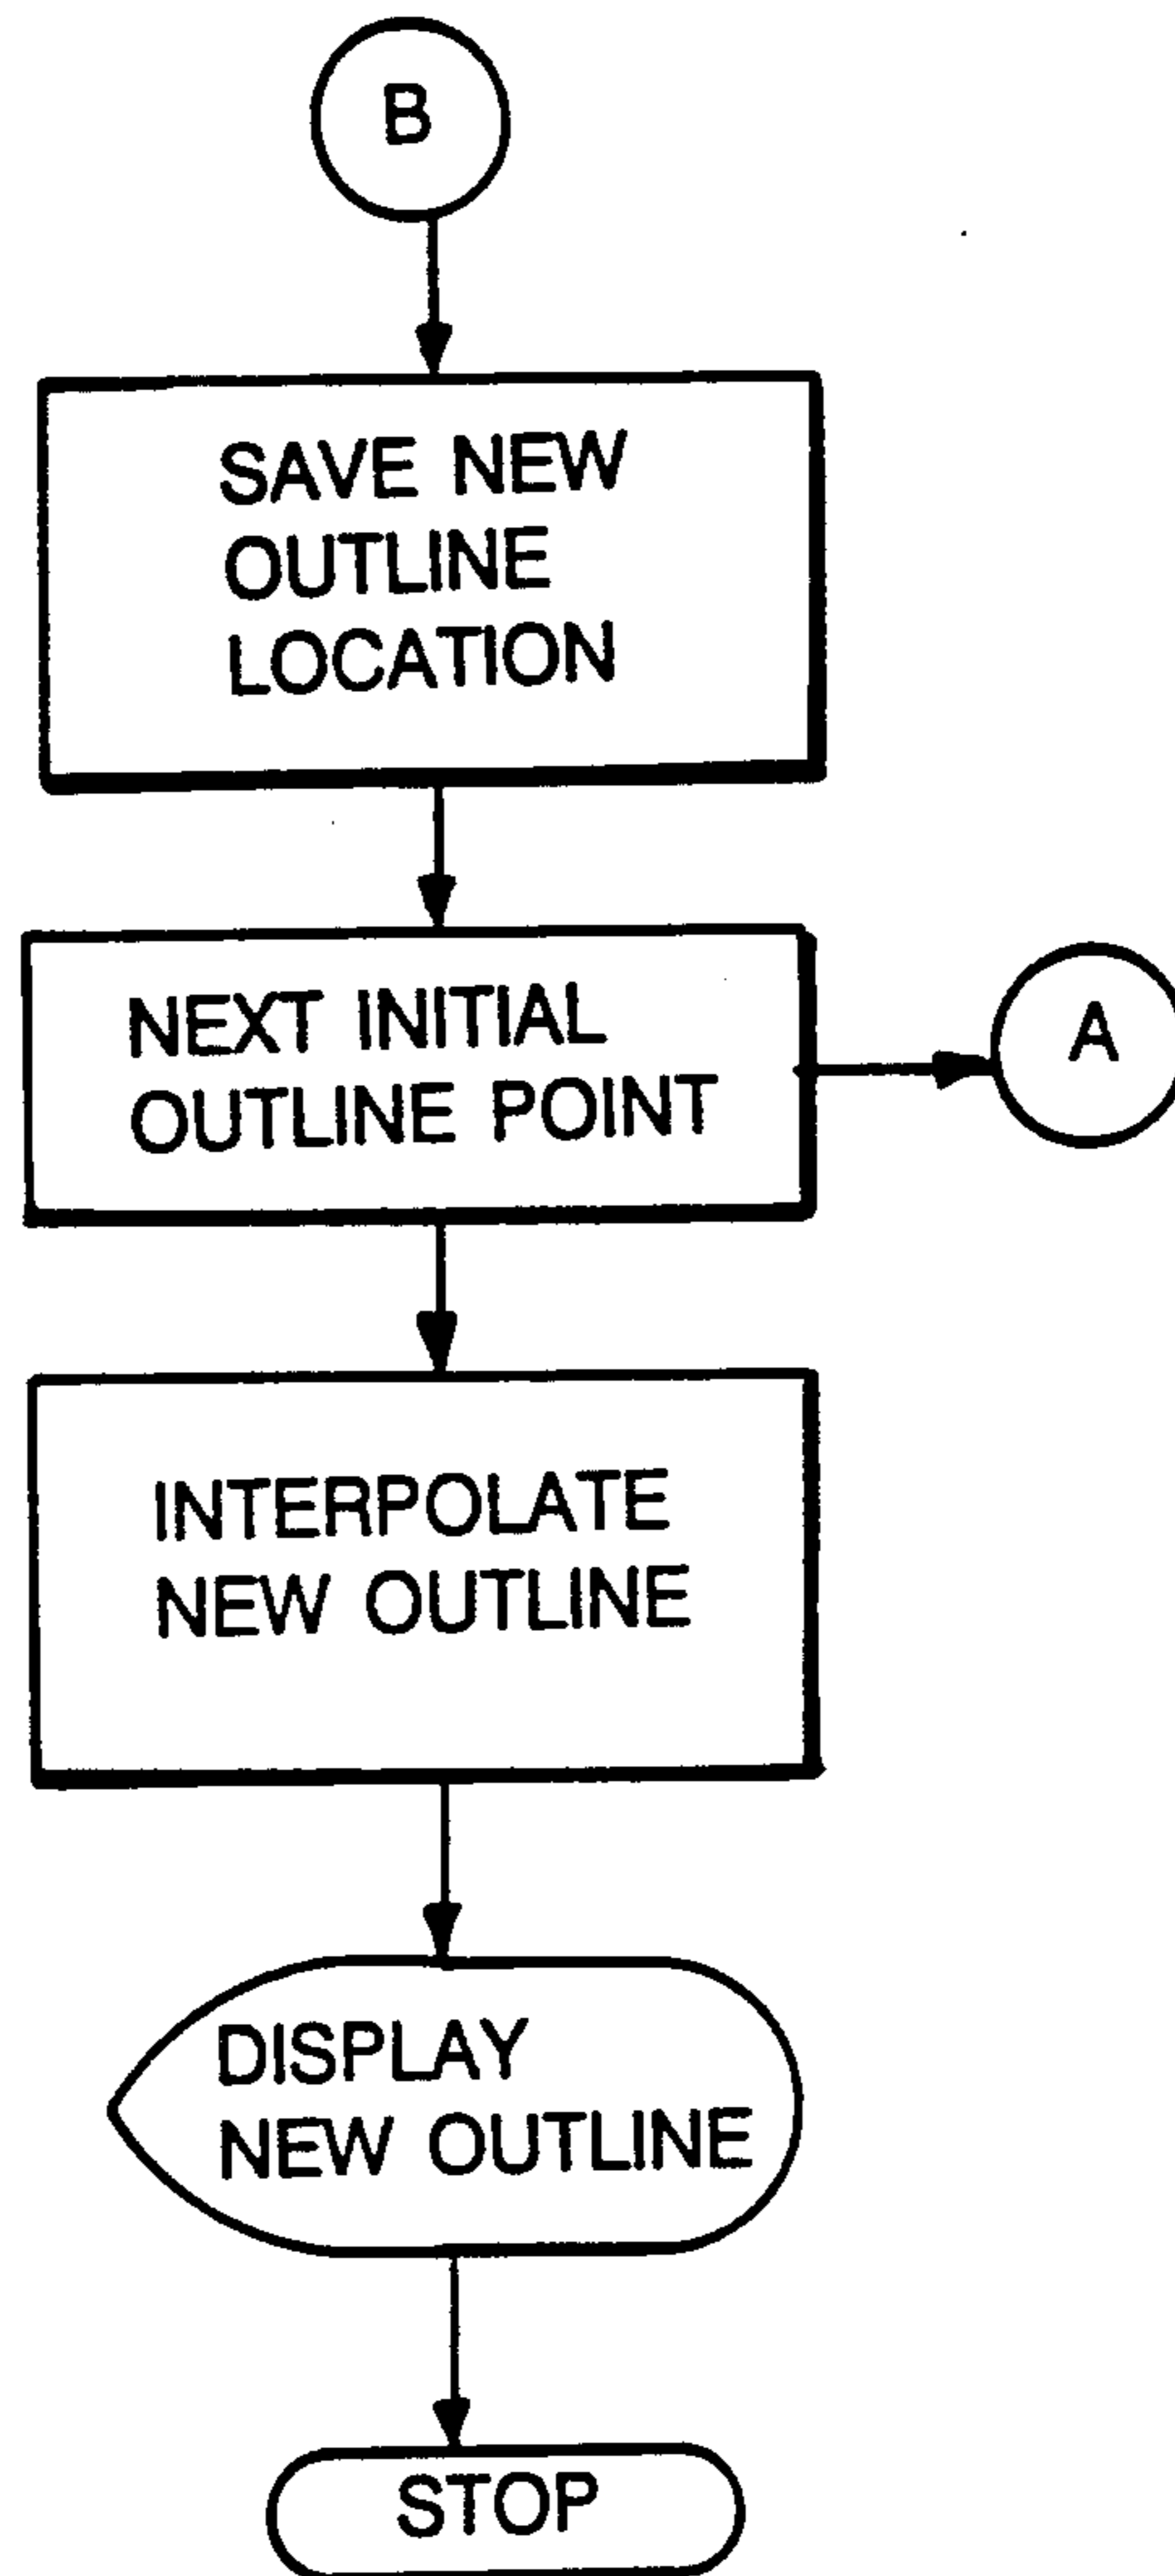 B
SAVE NEW
OUTLINE
LOCATION
NEXT INITIAL
OUTLINE POINT
A
INTERPOLATE
NEW OUTLINE
DISPLAY
NEW OUTLINE
STOP